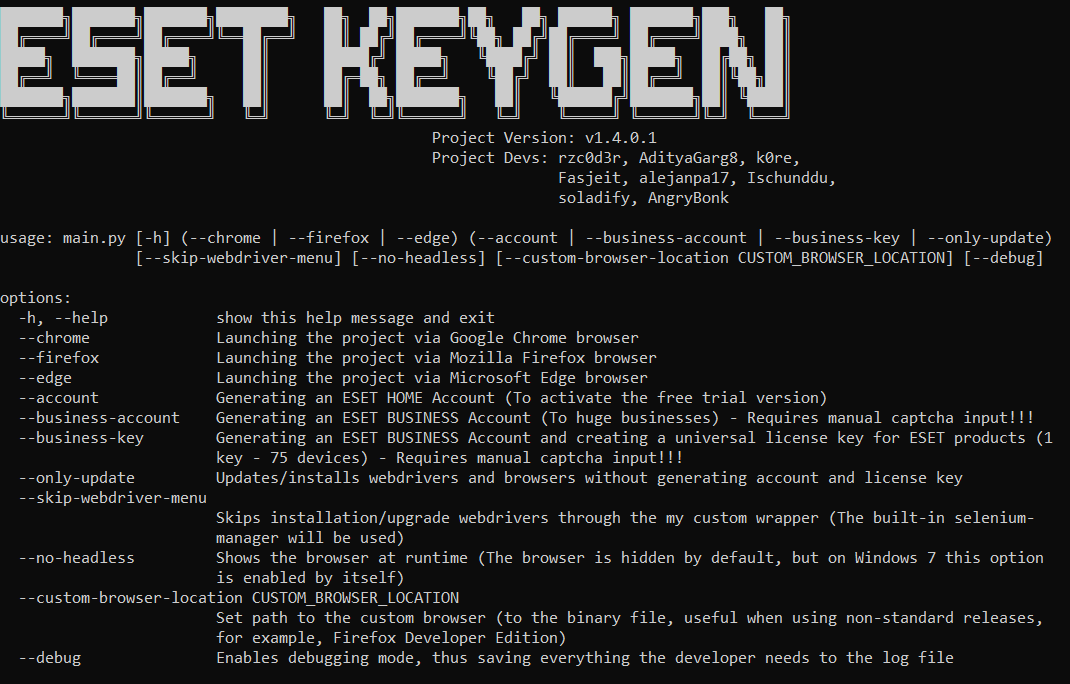 ESET KEYGEN
Project Version: v1.4.0.1
Project Devs: rzc0d3r, AdityaGarg8, k0re,
Fasjeit, alejanpa17, Ischunddu,
soladify, AngryBonk
usage: main.py [-h] (--chrome | --firefox | --edge) (--account | --business-account | --business-key | --only-update)
[--skip-webdriver-menu] [--no-headless] [--custom-browser-location CUSTOM_BROWSER_LOCATION] [--debug]
options:
-h, --help show this help message and exit
--chrome Launching the project via Google Chrome browser
--firefox Launching the project via Mozilla Firefox browser
--edge Launching the project via Microsoft Edge browser
--account Generating an ESET HOME Account (To activate the free trial version)
--business-account Generating an ESET BUSINESS Account (To huge businesses) - Requires manual captcha input!!!
--business-key Generating an ESET BUSINESS Account and creating a universal license key for ESET products (1
key - 75 devices) - Requires manual captcha input!!!
--only-update Updates/installs webdrivers and browsers without generating account and license key
--skip-webdriver-menu
Skips installation/upgrade webdrivers through the my custom wrapper (The built-in selenium-
manager will be used)
--no-headless Shows the browser at runtime (The browser is hidden by default, but on Windows 7 this option
is enabled by itself)
--custom-browser-location CUSTOM_BROWSER_LOCATION
Set path to the custom browser (to the binary file, useful when using non-standard releases,
for example, Firefox Developer Edition)
--debug Enables debugging mode, thus saving everything the developer needs to the log file